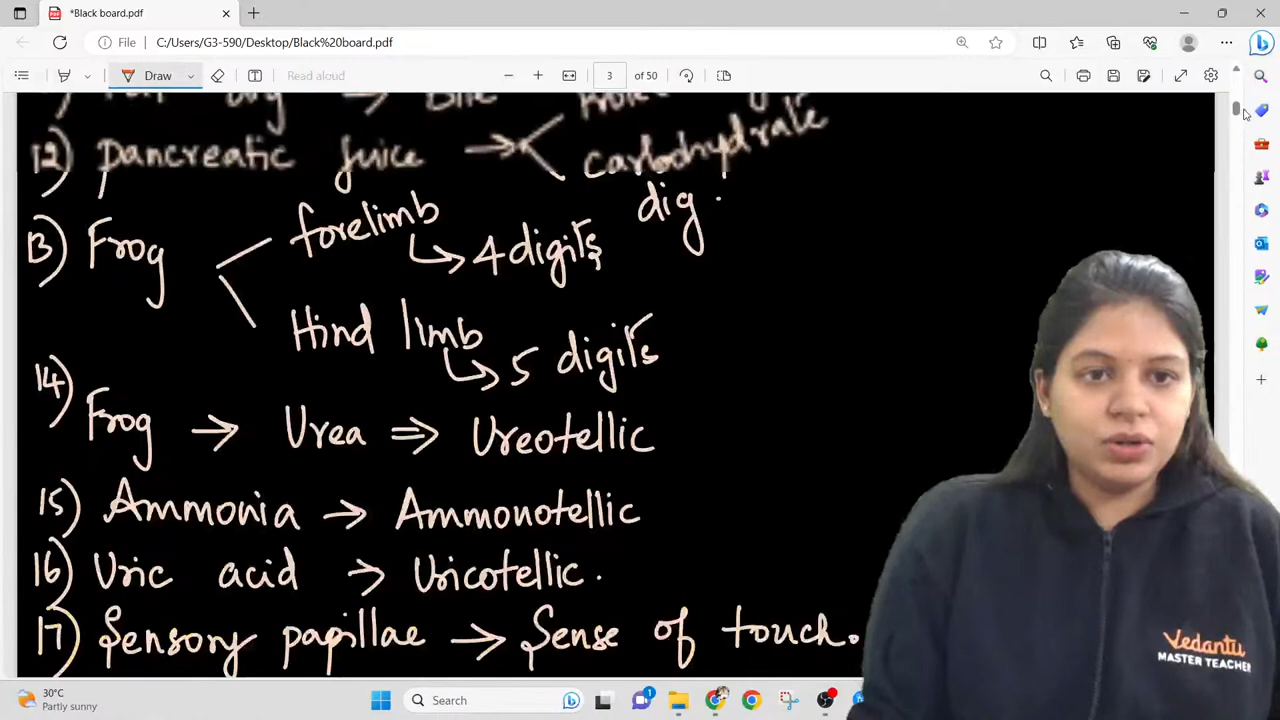 *Black board.pdf
File C:/Users/G3-590/Desktop/Black%20board.pdf
Draw Read aloud 3 of 50
12) pancreatic juice → carbohydrate
dig.
13) Frog forelimb
↳ 4 digits
Hind limb
↳ 5 digits
14) Frog → Urea ⇒ Ureotellic
15) Ammonia → Ammonotellic
16) Uric acid → Uricotellic.
17) Sensory papillae → Sense of touch.
Vedantu
MASTER TEACHER
30°C
Partly sunny
Search
1